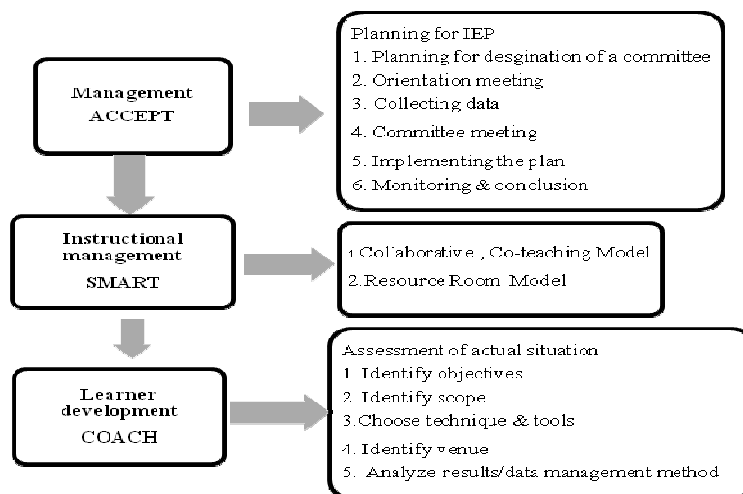 Management
ACCEPT
Planning for IEP
1. Planning for desgination of a committee
2. Orientation meeting
3. Collecting data
4. Committee meeting
5. Implementing the plan
6. Monitoring & conclusion
Instructional
management
SMART
1 Collaborative , Co-teaching Model
2.Resource Room Model
Learner
development
COACH
Assessment of actual situation
1. Identify objectives
2. Identify scope
3.Choose technique & tools
4. Identify venue
5. Analyze results/data management method